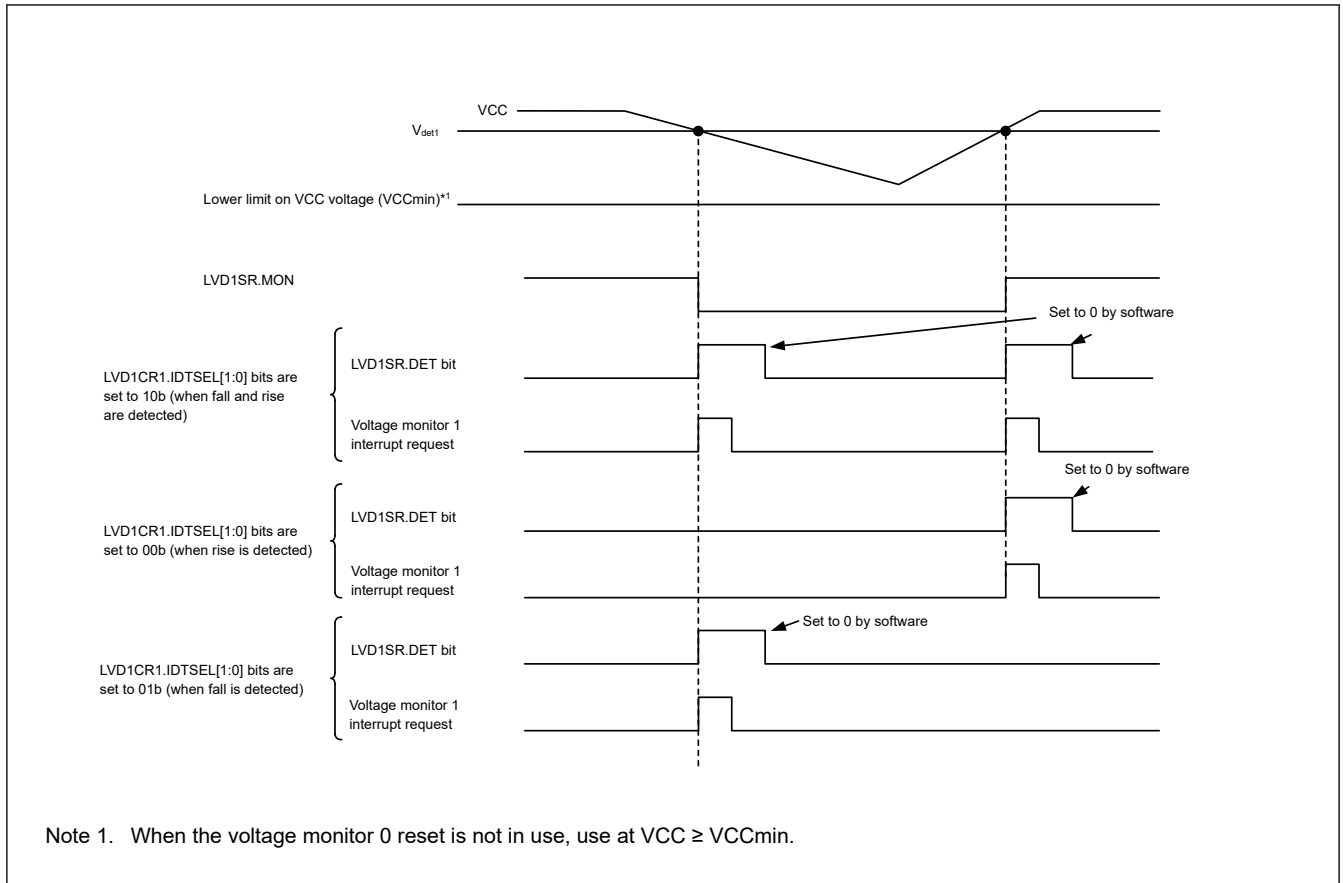 VCC
Vdet1
Lower limit on VCC voltage (VCCmin)*1
LVD1SR.MON
Set to 0 by software
LVD1CR1.IDTSEL[1:0] bits are
set to 10b (when fall and rise
are detected)
LVD1SR.DET bit
Voltage monitor 1
interrupt request
Set to 0 by software
LVD1CR1.IDTSEL[1:0] bits are
set to 00b (when rise is detected)
LVD1SR.DET bit
Voltage monitor 1
interrupt request
Set to 0 by software
LVD1CR1.IDTSEL[1:0] bits are
set to 01b (when fall is detected)
LVD1SR.DET bit
Voltage monitor 1
interrupt request
Note 1. When the voltage monitor 0 reset is not in use, use at VCC ≥ VCCmin.